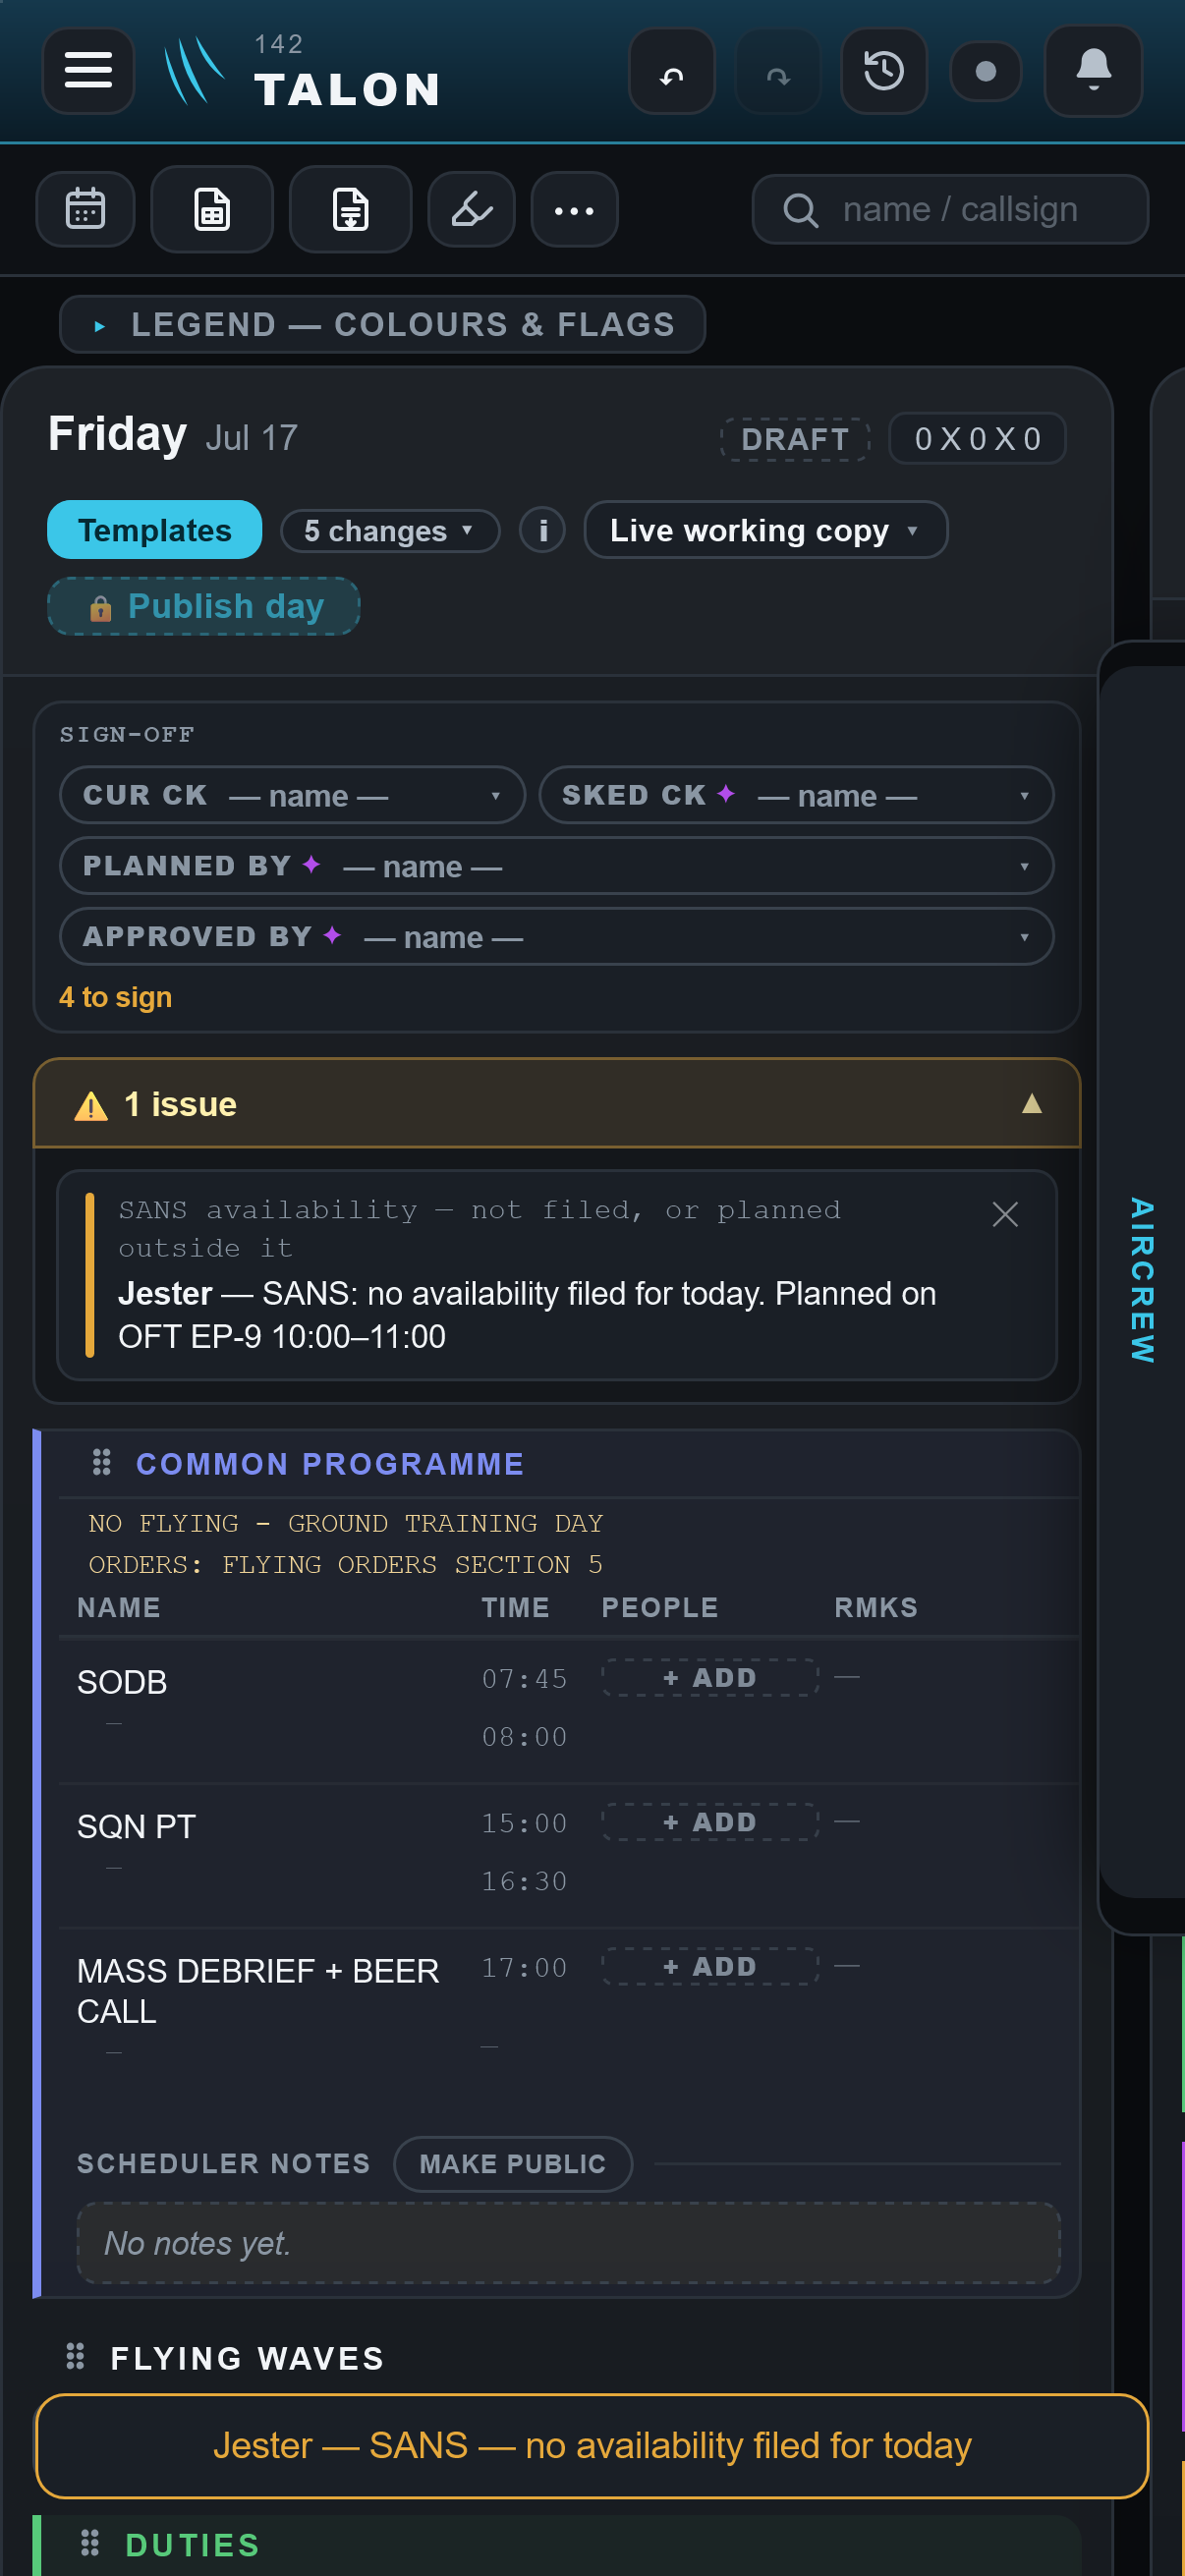 142
TALON
name / callsign
LEGEND — COLOURS & FLAGS
Friday Jul 17
DRAFT
0 X 0 X 0
Templates
5 changes
i
Live working copy
Publish day
SIGN-OFF
CUR CK — name —
SKED CK — name —
PLANNED BY — name —
APPROVED BY — name —
4 to sign
1 issue
SANS availability — not filed, or planned
outside it
Jester — SANS: no availability filed for today. Planned on
OFT EP-9 10:00–11:00
AIRCREW
COMMON PROGRAMME
NO FLYING - GROUND TRAINING DAY
ORDERS: FLYING ORDERS SECTION 5
NAME TIME PEOPLE RMKS
SODB 07:45 + ADD —
— 08:00
SQN PT 15:00 + ADD —
— 16:30
MASS DEBRIEF + BEER 17:00 + ADD —
CALL
— —
SCHEDULER NOTES MAKE PUBLIC
No notes yet.
FLYING WAVES
Jester — SANS — no availability filed for today
DUTIES